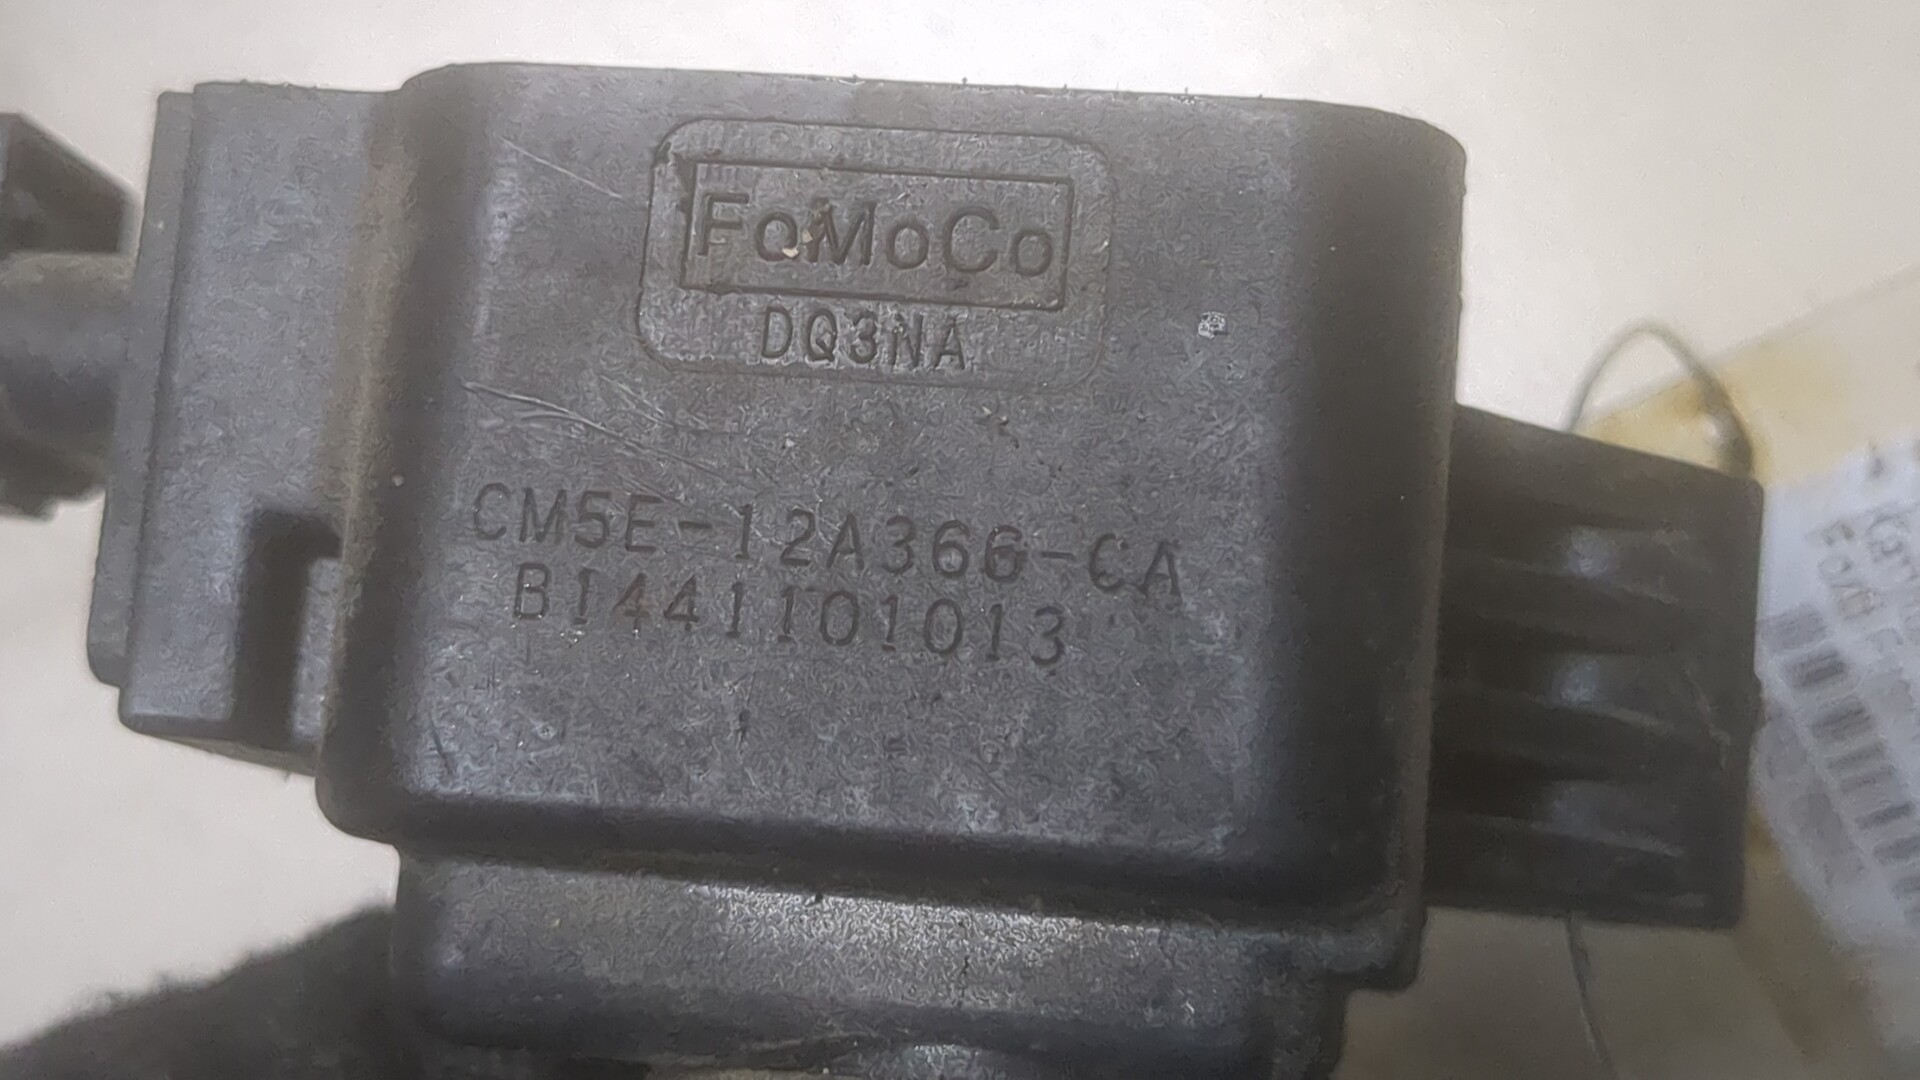 FoMoCo
DQ3NA
CM5E-12A366-CA
B1441101013